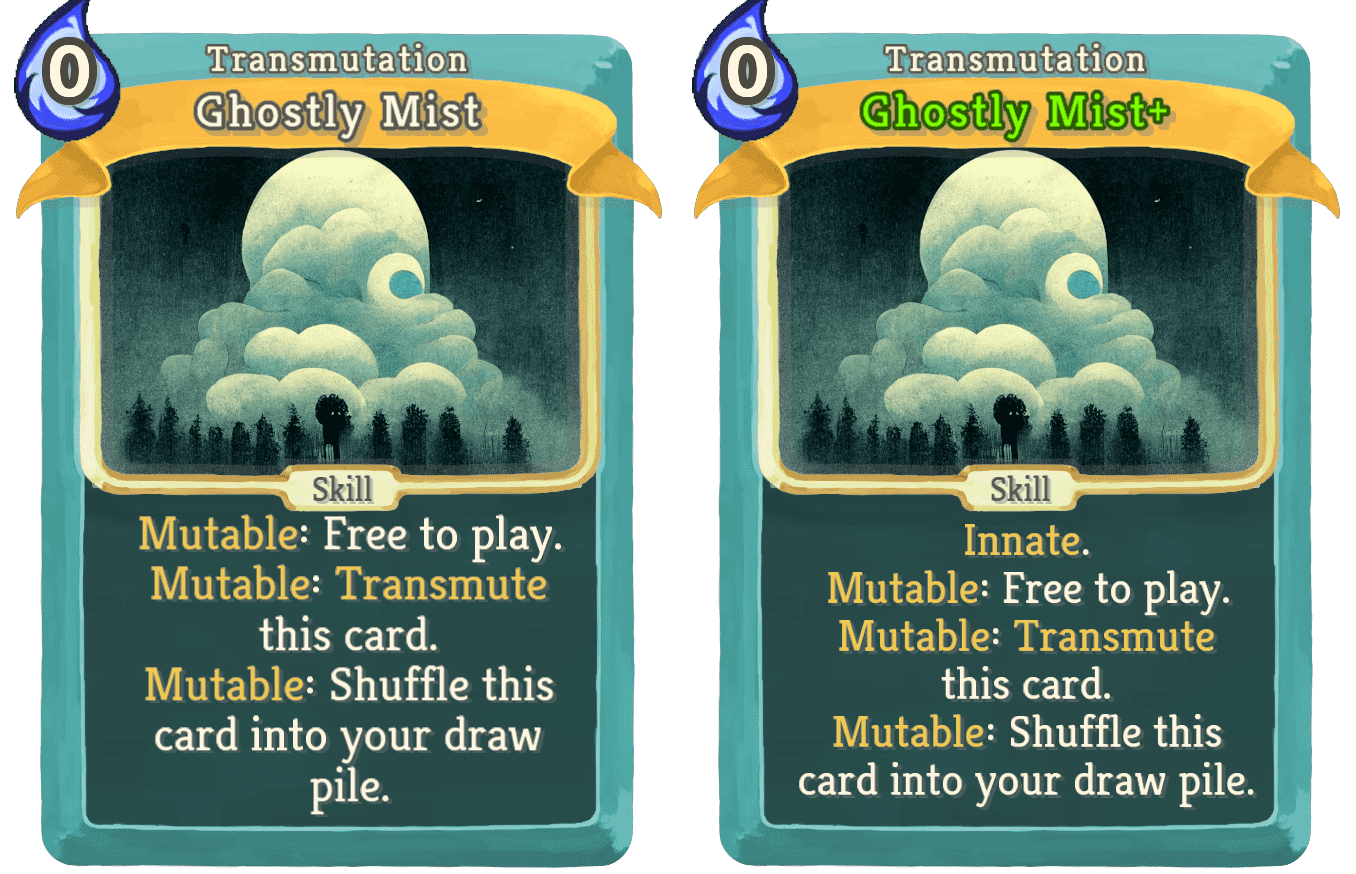 0
Transmutation
Ghostly Mist
Skill
Mutable: Free to play.
Mutable: Transmute
this card.
Mutable: Shuffle this
card into your draw
pile.
0
Transmutation
Ghostly Mist+
Skill
Innate.
Mutable: Free to play.
Mutable: Transmute
this card.
Mutable: Shuffle this
card into your draw pile.